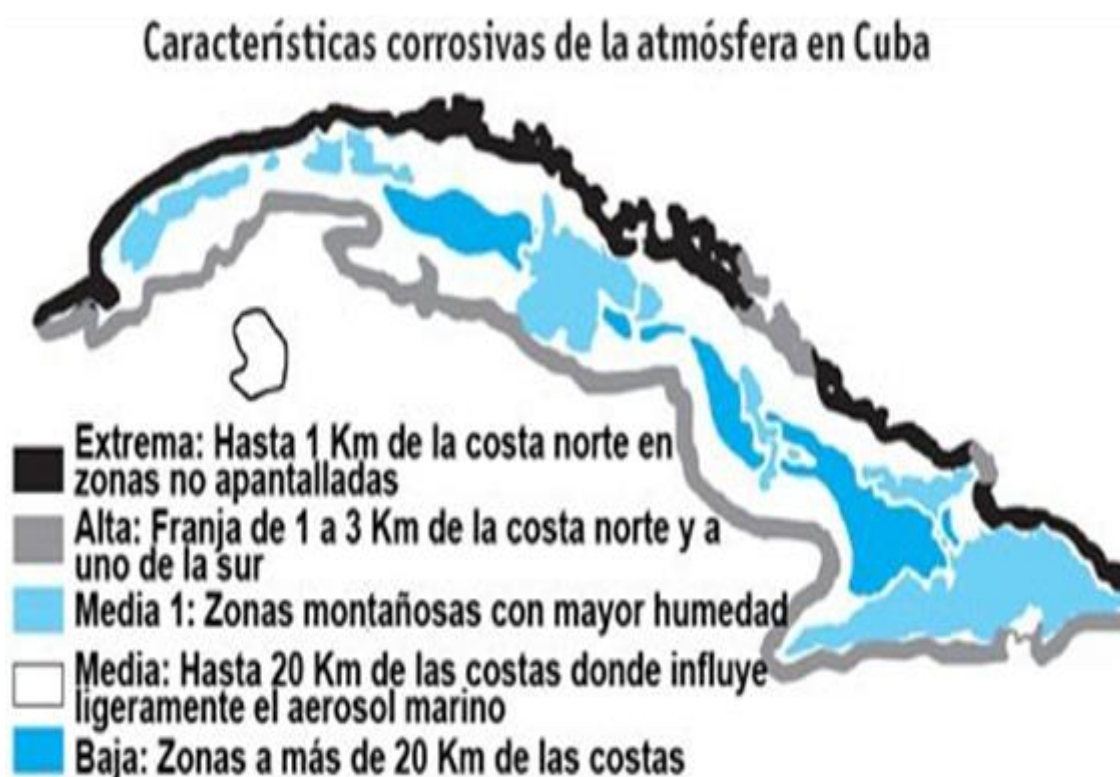 Características corrosivas de la atmósfera en Cuba
Extrema: Hasta 1 Km de la costa norte en
zonas no apantalladas
Alta: Franja de 1 a 3 Km de la costa norte y a
uno de la sur
Media 1: Zonas montañosas con mayor humedad
Media: Hasta 20 Km de las costas donde influye
ligeramente el aerosol marino
Baja: Zonas a más de 20 Km de las costas